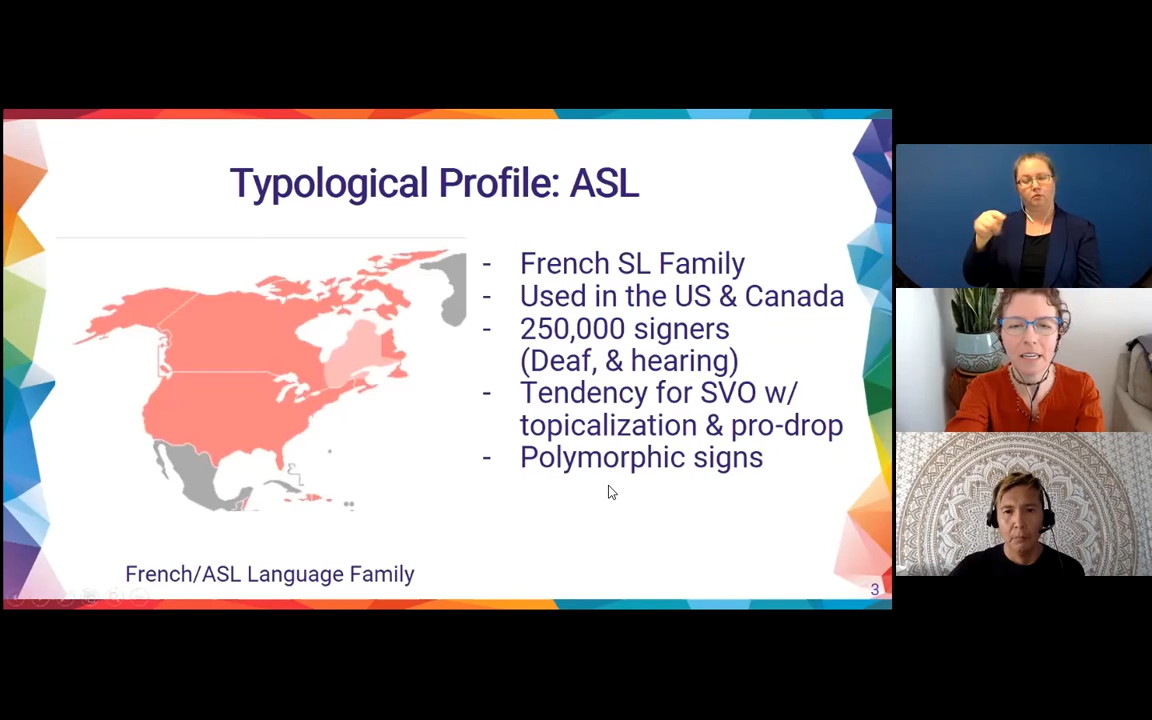 Typological Profile: ASL
- French SL Family
- Used in the US & Canada
- 250,000 signers
(Deaf, & hearing)
- Tendency for SVO w/
topicalization & pro-drop
- Polymorphic signs
French/ASL Language Family
3